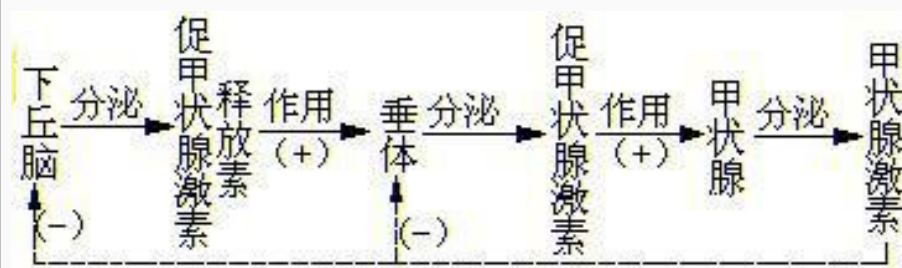 下丘脑
分泌
促甲状腺激素
释放素
作用
(+)
垂体
分泌
促甲状腺激素
作用
(+)
甲状腺
分泌
甲状腺激素
(-)
(-)